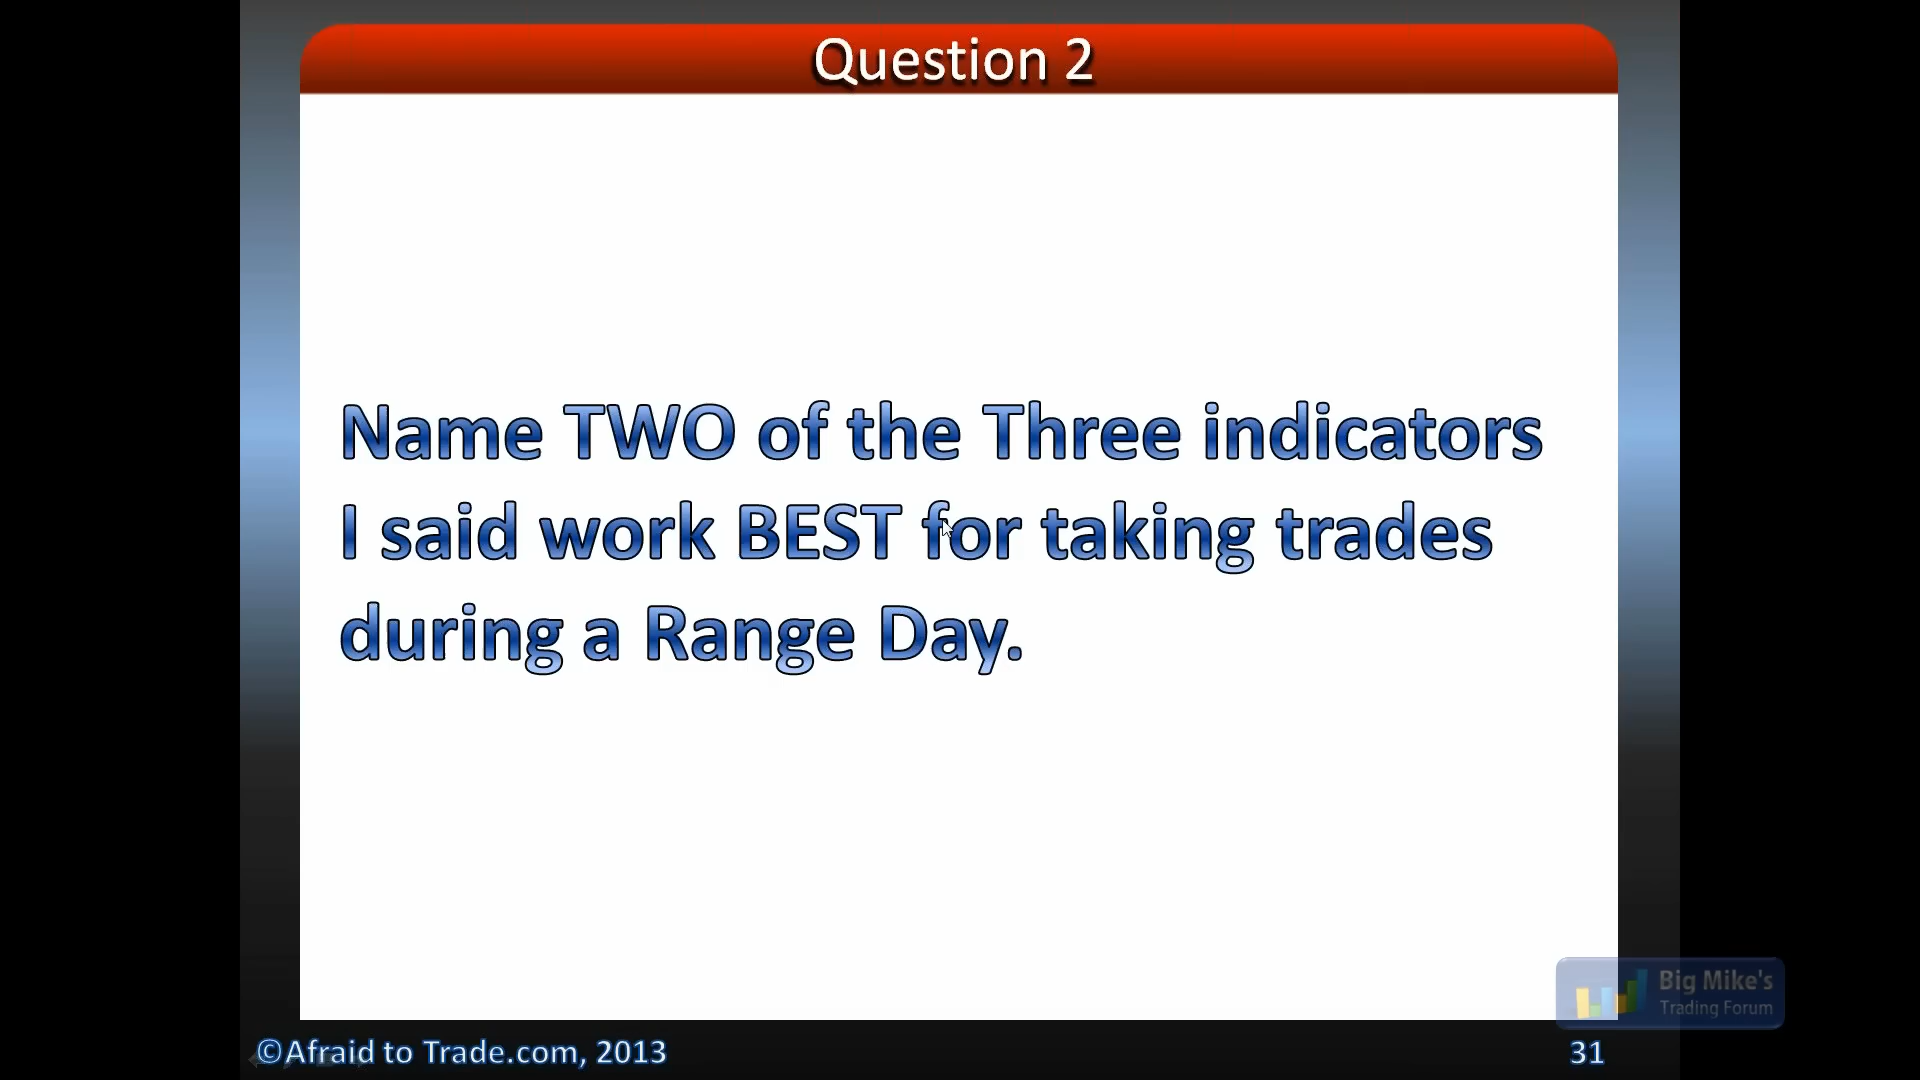 Question 2
Name TWO of the Three indicators
I said work BEST for taking trades
during a Range Day.
Big Mike's
Trading Forum
©Afraid to Trade.com, 2013
31